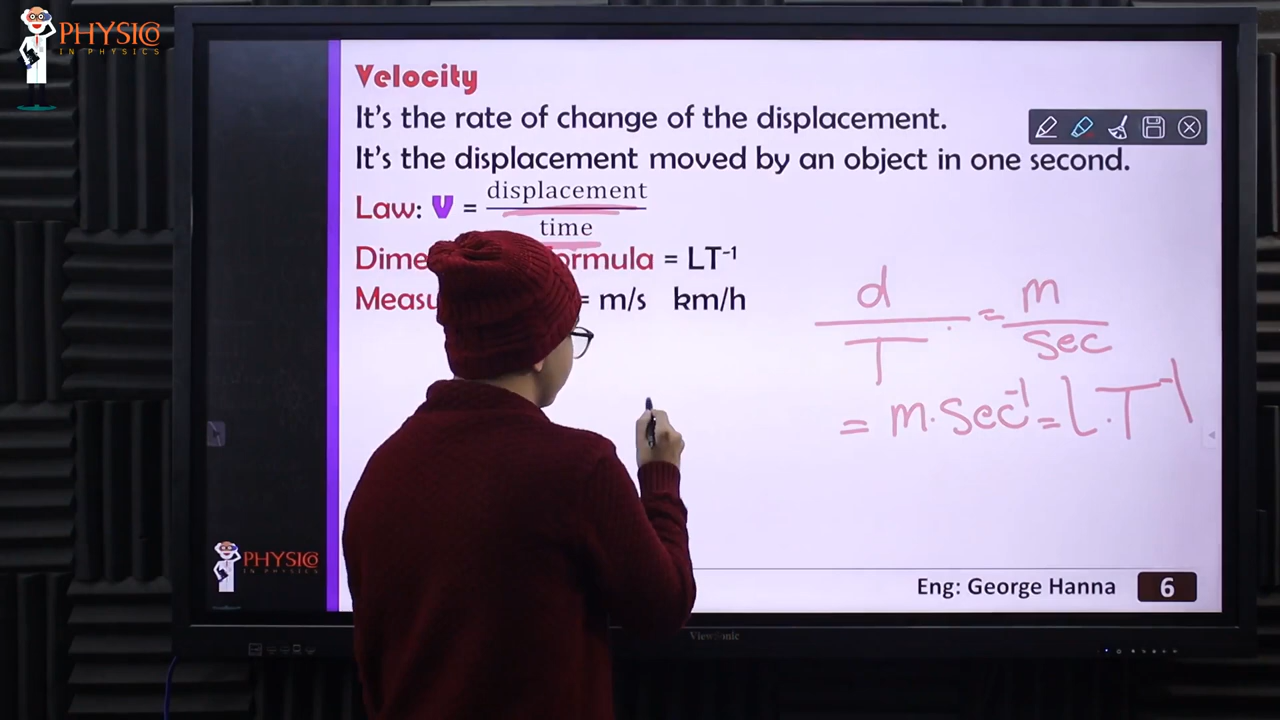 PHYSICO
IN PHYSICS
Velocity
It's the rate of change of the displacement.
It's the displacement moved by an object in one second.
Law: V = displacement
time
Dime ormula = LT⁻¹
Measu = m/s km/h
d
T
= m
sec
= m.sec⁻¹ = L.T⁻¹
PHYSICO
IN PHYSICS
Eng: George Hanna 6
ViewSonic